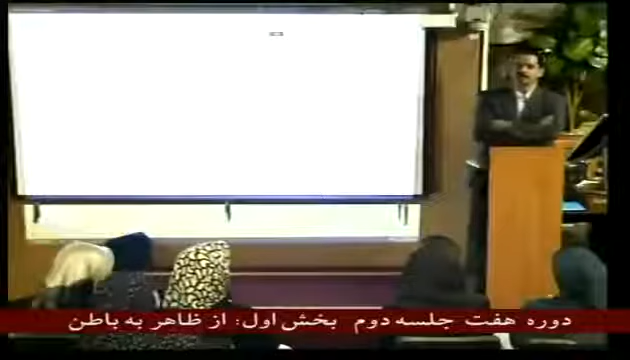 دوره هفت جلسه دوم بخش اول: از ظاهر به باطن